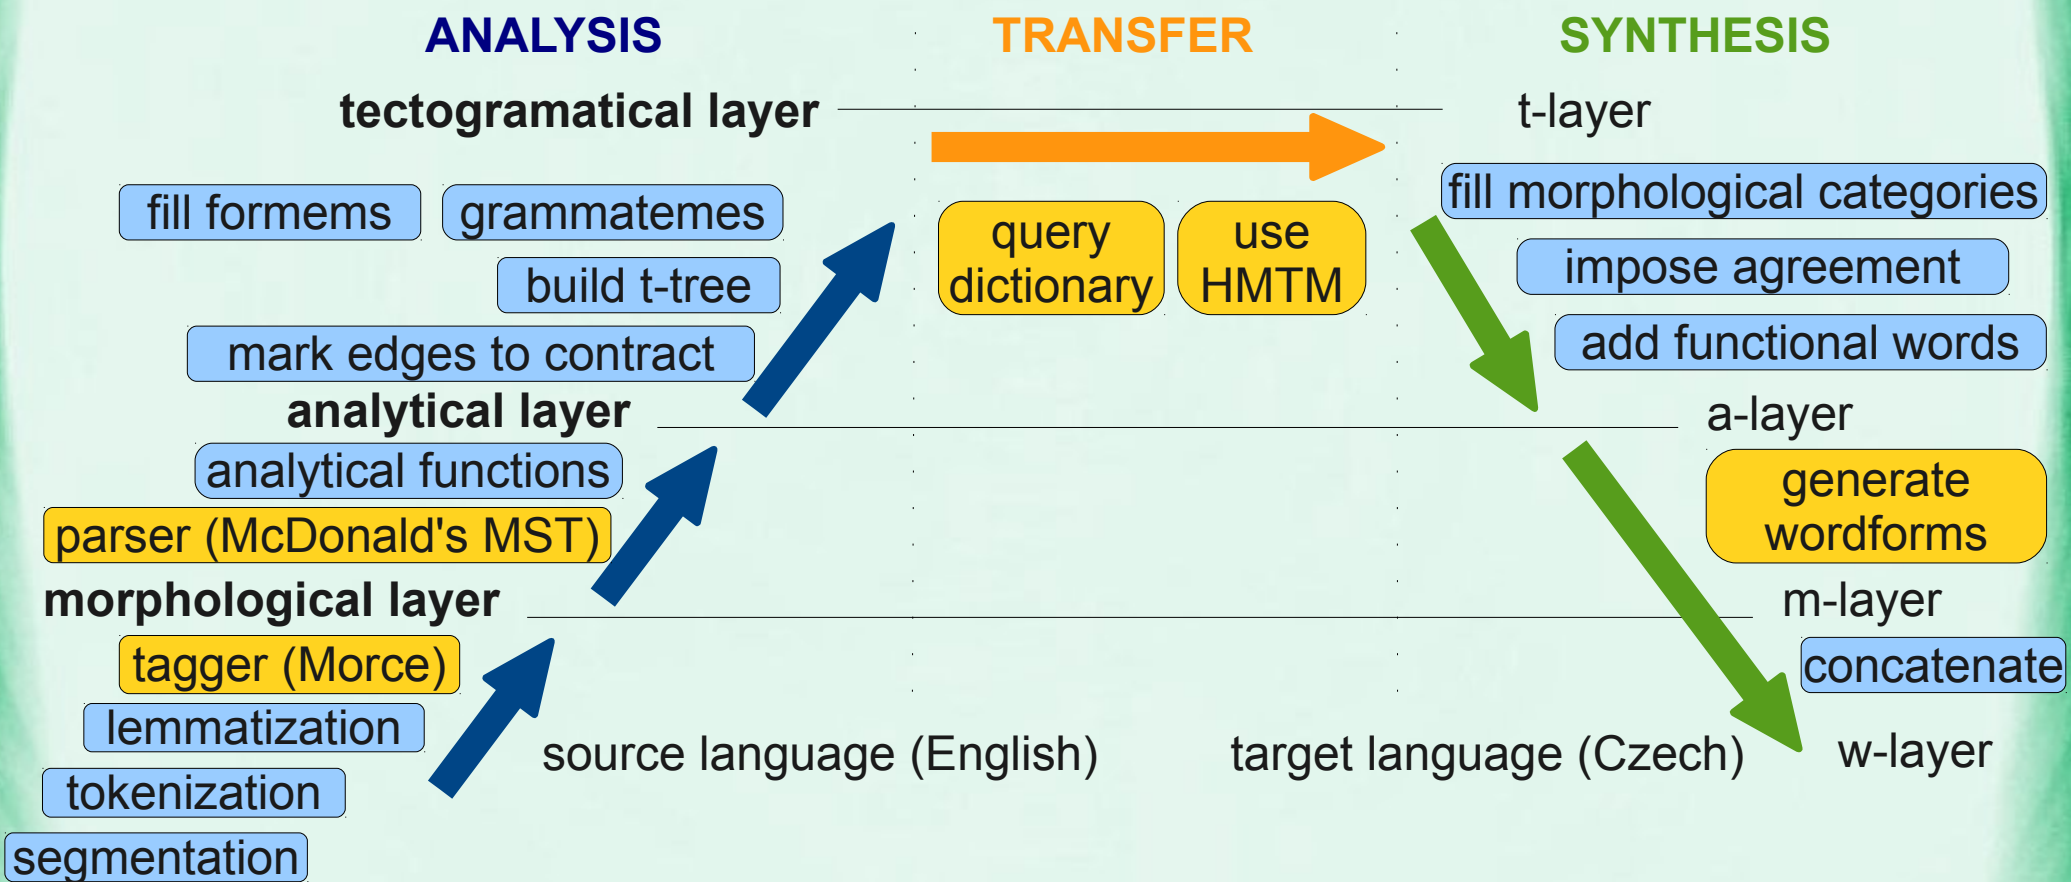 ANALYSIS TRANSFER SYNTHESIS
tectogramatical layer t-layer
fill formems grammatemes
build t-tree
mark edges to contract
query
dictionary
use
HMTM
fill morphological categories
impose agreement
add functional words
analytical layer a-layer
analytical functions
parser (McDonald's MST)
generate
wordforms
morphological layer m-layer
tagger (Morce)
concatenate
lemmatization
source language (English) target language (Czech) w-layer
tokenization
segmentation